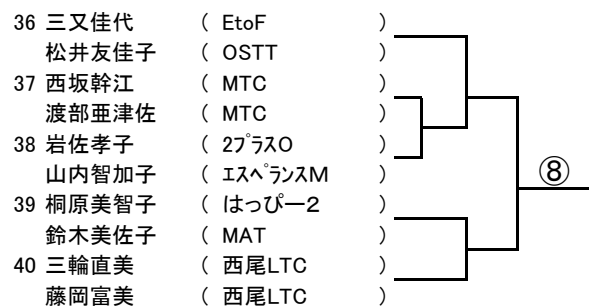 36 三又佳代 ( EtoF )
松井友佳子 ( OSTT )
37 西坂幹江 ( MTC )
渡部亜津佐 ( MTC )
38 岩佐孝子 ( 2プラスO )
山内智加子 ( エスペランスM )
⑧
39 桐原美智子 ( はっぴー2 )
鈴木美佐子 ( MAT )
40 三輪直美 ( 西尾LTC )
藤岡富美 ( 西尾LTC )